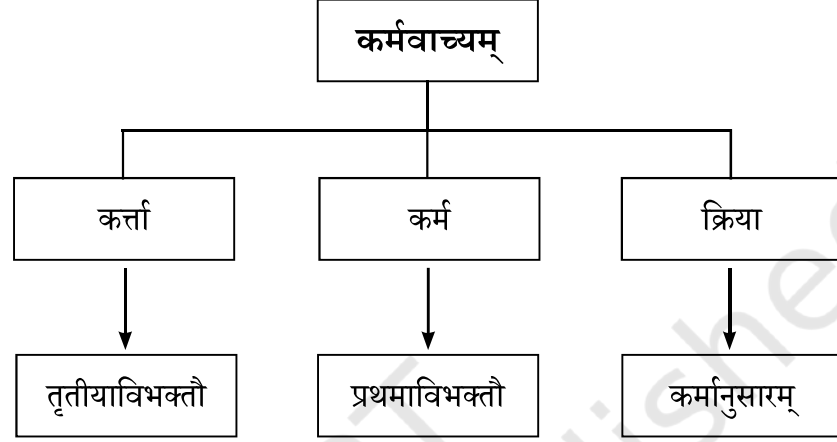 कर्मवाच्यम्
कर्त्ता
कर्म
क्रिया
तृतीयाविभक्तौ
प्रथमाविभक्तौ
कर्मानुसारम्